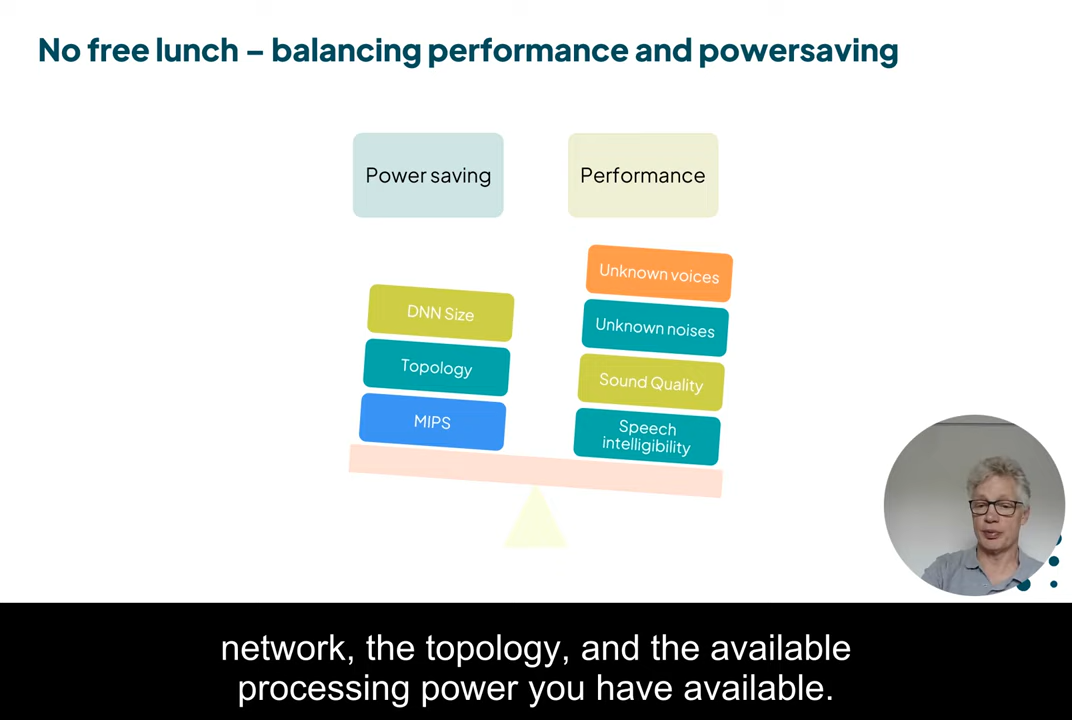 No free lunch – balancing performance and powersaving
Power saving
Performance
DNN Size
Topology
MIPS
Unknown voices
Unknown noises
Sound Quality
Speech
intelligibility
network, the topology, and the available
processing power you have available.